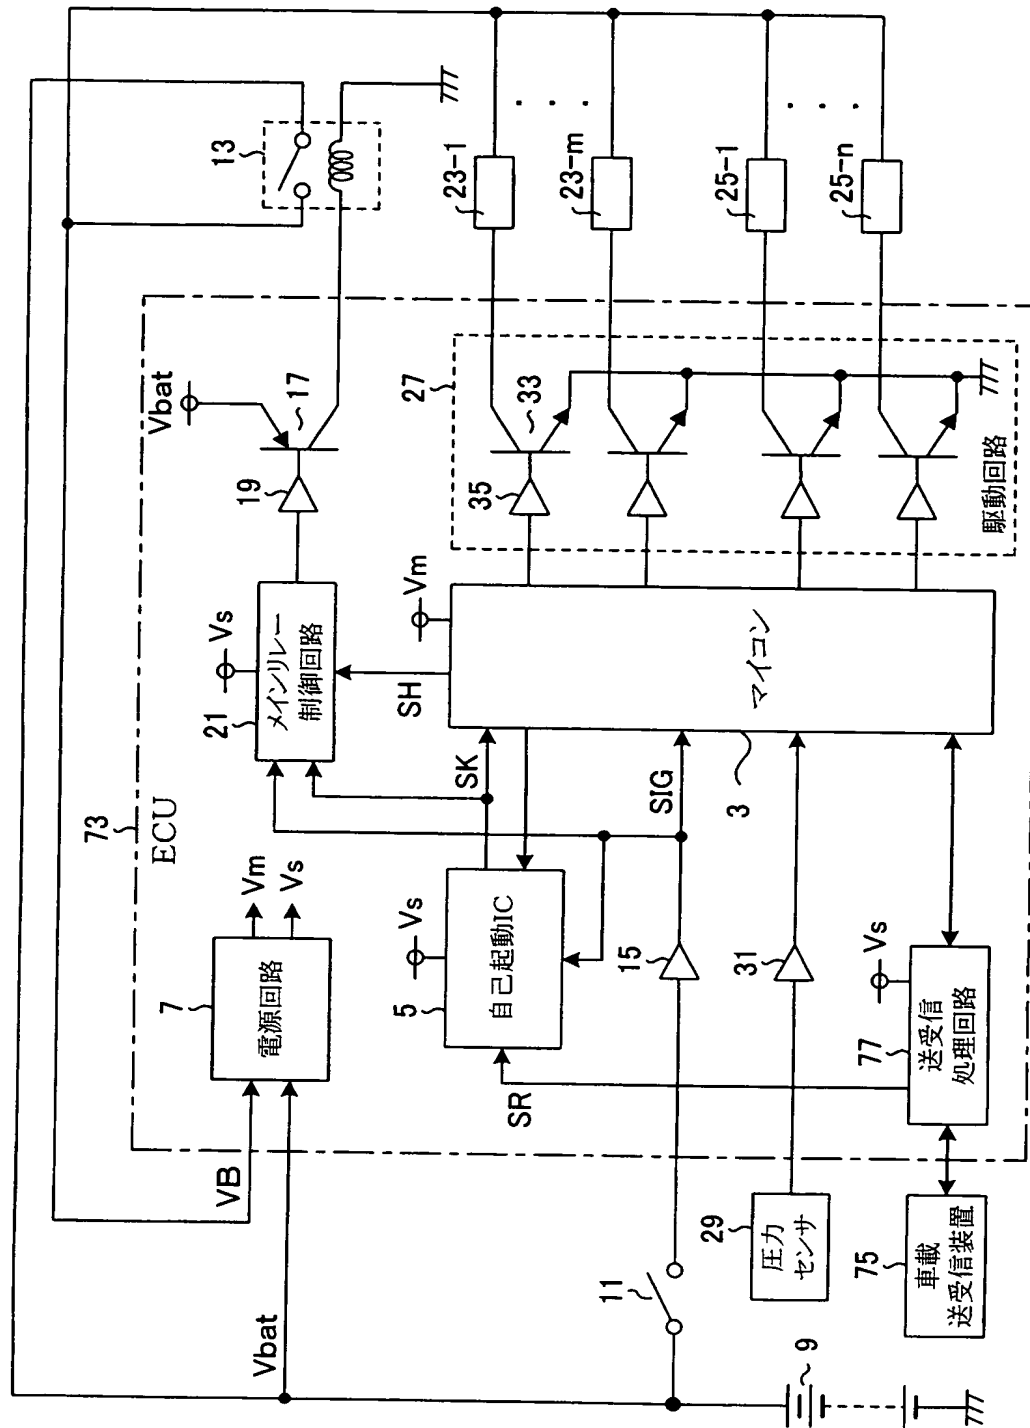 73
ECU
VB
Vbat
7
電源回路
Vm
Vs
21
Vs
メインリレー
制御回路
19
Vbat
17
13
5
Vs
自己起動IC
SK
SH
SR
Vm
3
マイコン
SIG
11
15
9
29
圧力
センサ
31
75
車載
送受信装置
77
送受信
処理回路
Vs
27
35
33
駆動回路
23-1
23-m
25-1
25-n